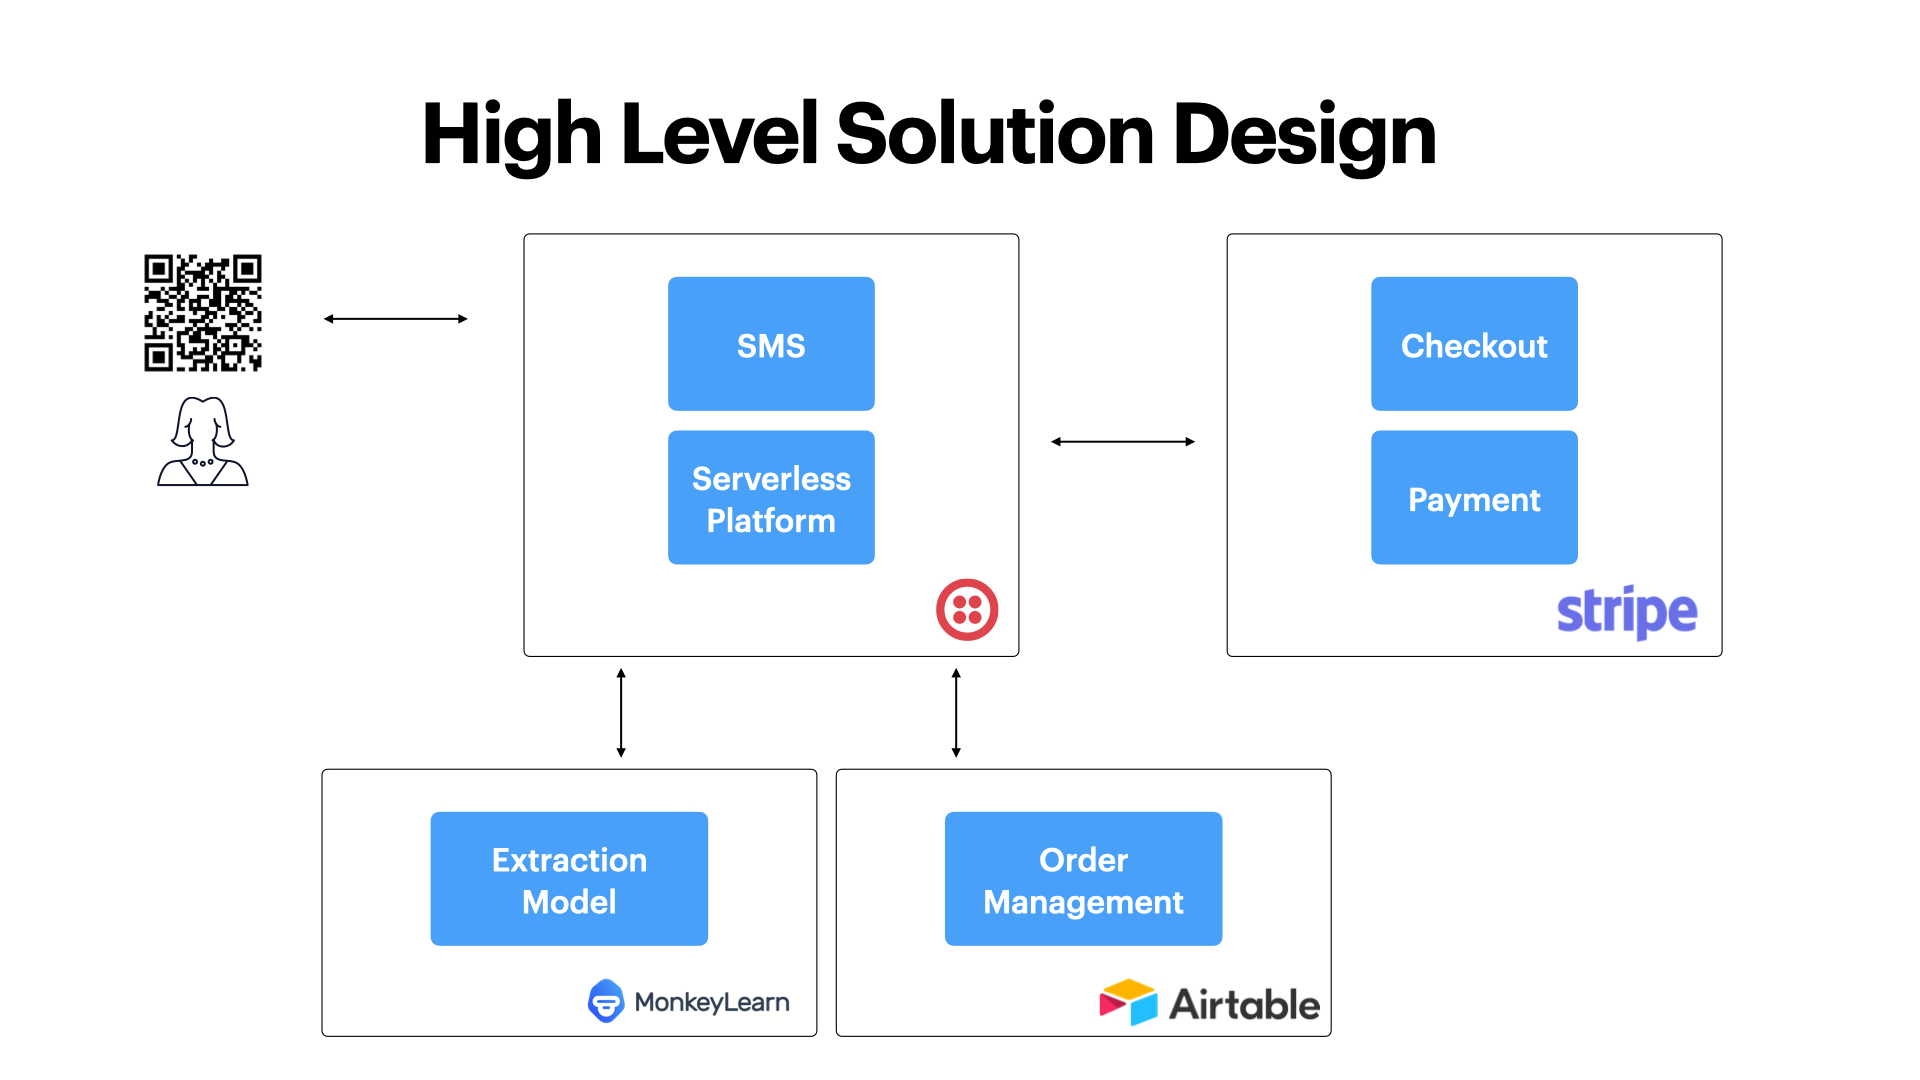 High Level Solution Design
SMS
Serverless
Platform
Checkout
Payment
stripe
Extraction
Model
MonkeyLearn
Order
Management
Airtable